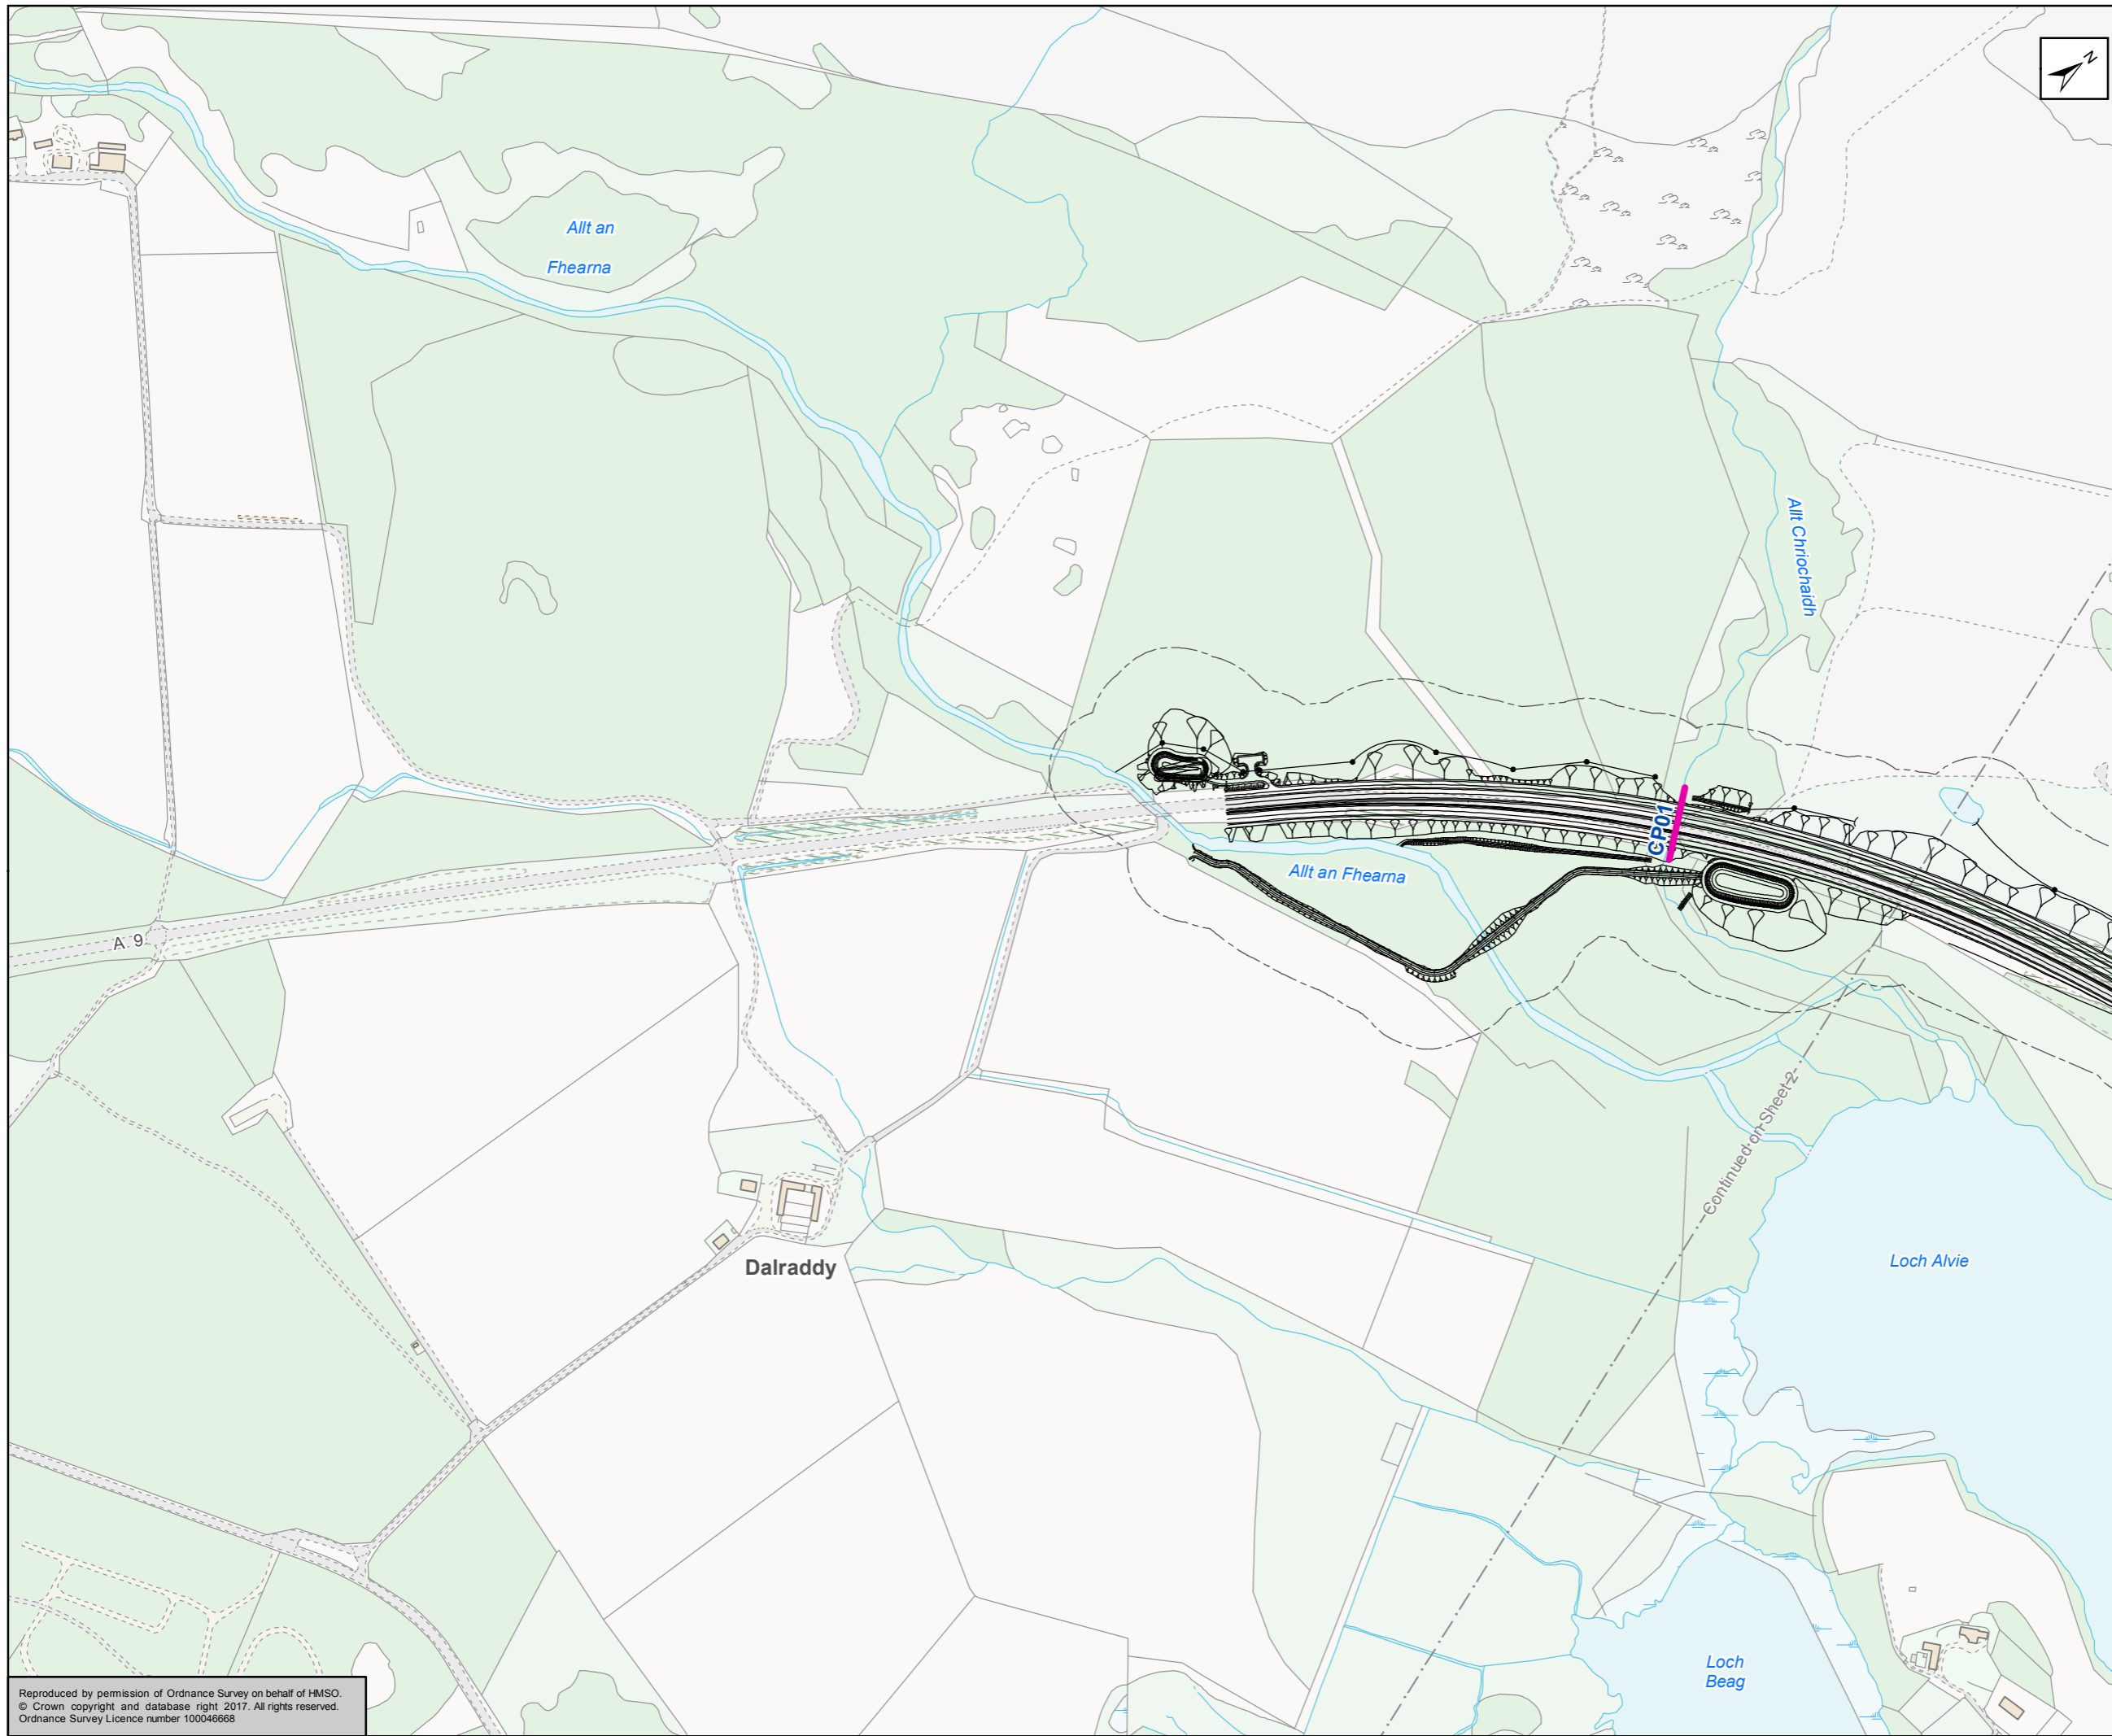 N
Allt an
Fhearna
Allt Chriochaidh
CP01
Allt an Fhearna
A 9
Continued on Sheet 2
Loch Alvie
Dalraddy
Loch
Beag
Reproduced by permission of Ordnance Survey on behalf of HMSO.
© Crown copyright and database right 2017. All rights reserved.
Ordnance Survey Licence number 100046668